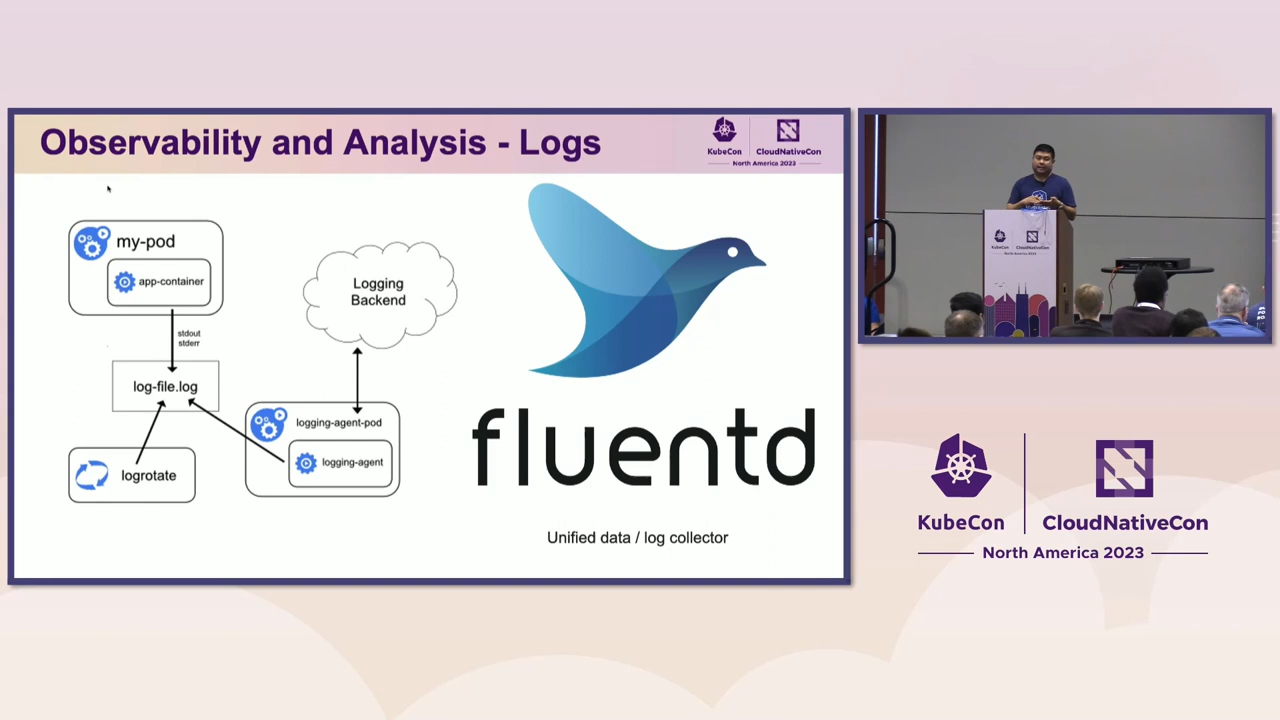 Observability and Analysis - Logs
KubeCon
CloudNativeCon
North America 2023
my-pod
app-container
stdout
stderr
log-file.log
logrotate
Logging
Backend
logging-agent-pod
logging-agent
fluentd
Unified data / log collector
KubeCon
CloudNativeCon
North America 2023
KubeCon
CloudNativeCon
North America 2023